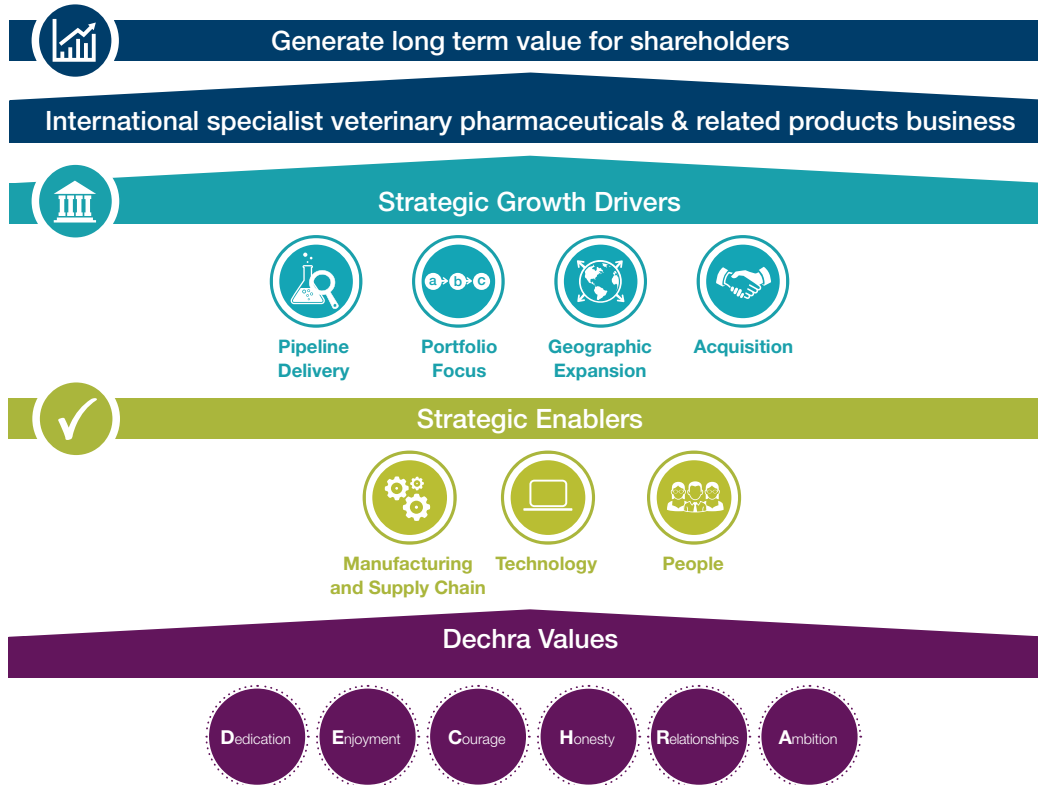 Generate long term value for shareholders
International specialist veterinary pharmaceuticals & related products business
Strategic Growth Drivers
a b c
Pipeline
Delivery
Portfolio
Focus
Geographic
Expansion
Acquisition
Strategic Enablers
Manufacturing
and Supply Chain
Technology
People
Dechra Values
Dedication
Enjoyment
Courage
Honesty
Relationships
Ambition